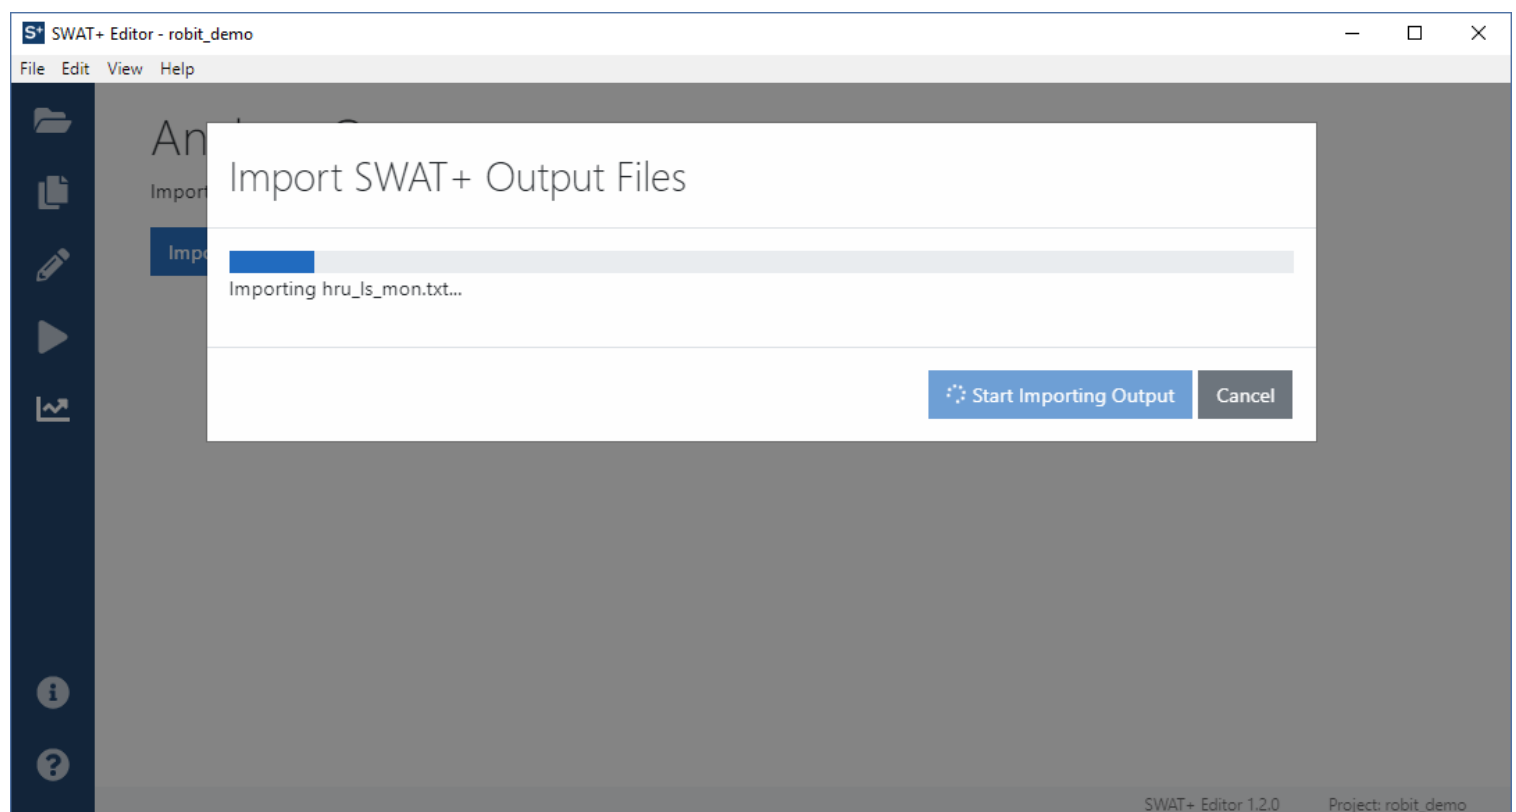 S+ SWAT+ Editor - robit_demo
File Edit View Help
Import SWAT+ Output Files
Import
Importing hru_ls_mon.txt...
Start Importing Output Cancel
SWAT+ Editor 1.2.0 Project: robit_demo